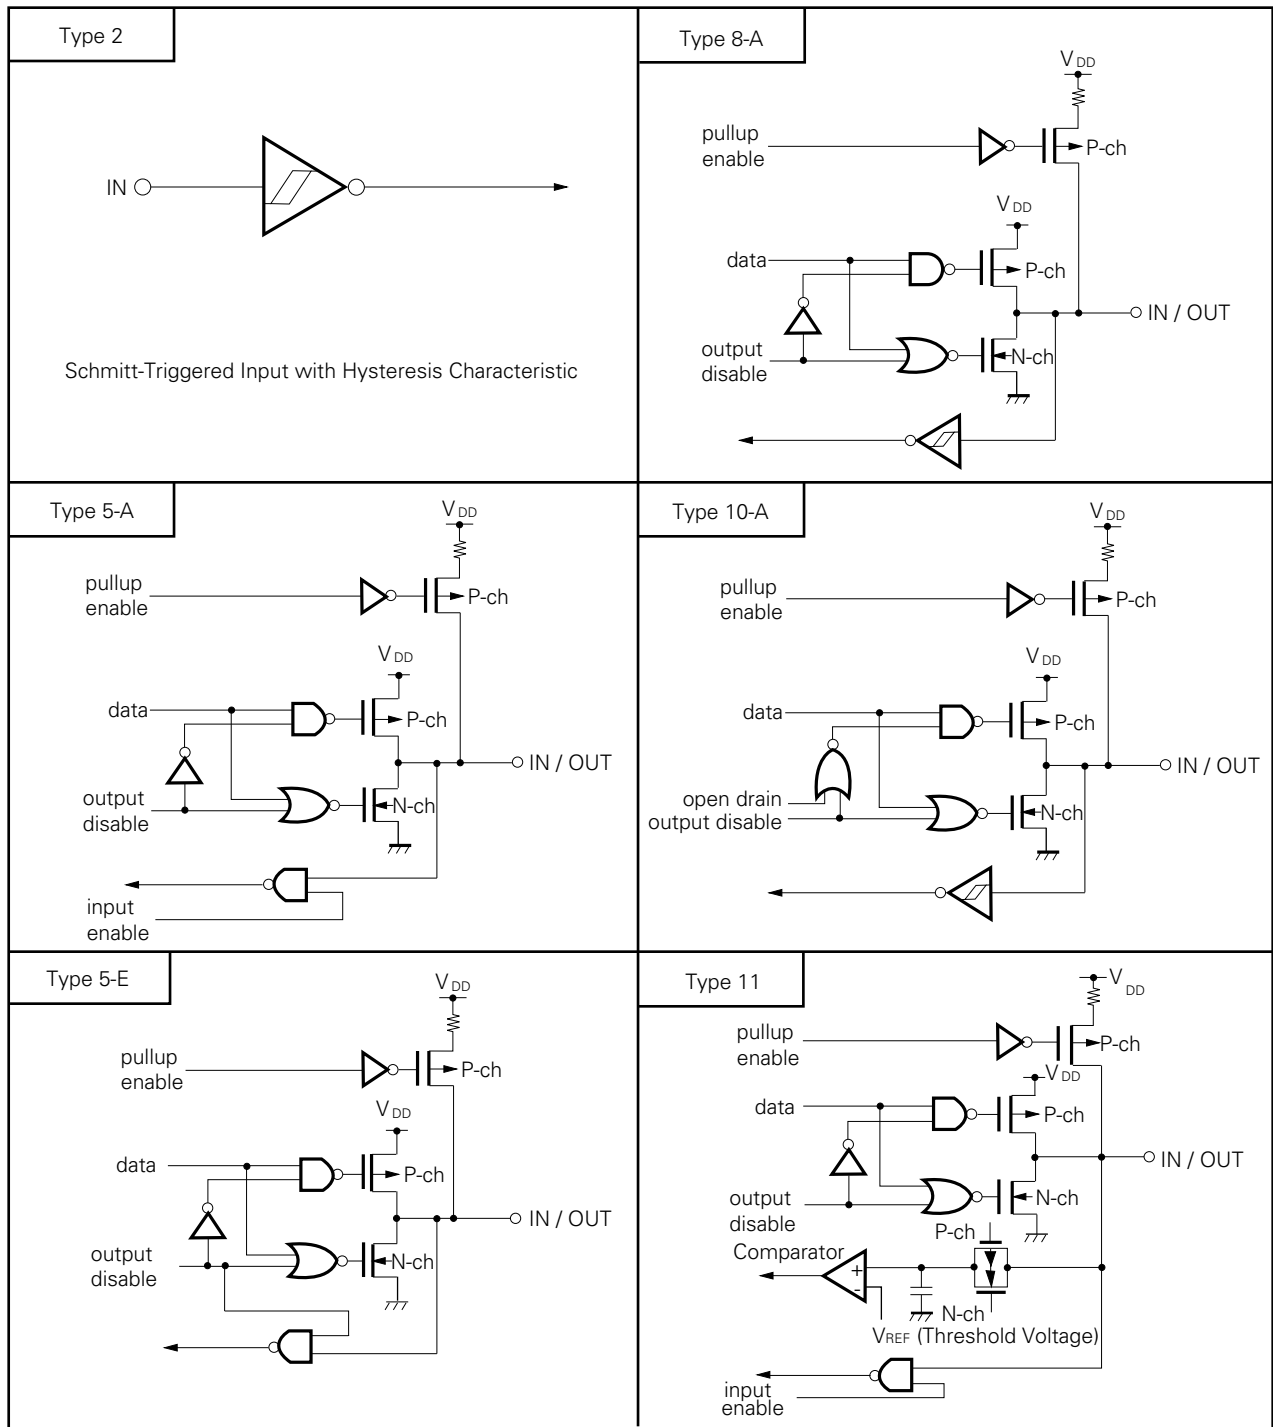 Type 2
IN
Schmitt-Triggered Input with Hysteresis Characteristic
Type 8-A
VDD
pullup
enable
P-ch
VDD
data
P-ch
IN / OUT
output
disable
N-ch
Type 5-A
VDD
pullup
enable
P-ch
VDD
data
P-ch
IN / OUT
output
disable
N-ch
input
enable
Type 10-A
VDD
pullup
enable
P-ch
VDD
data
P-ch
IN / OUT
open drain
output disable
N-ch
Type 5-E
VDD
pullup
enable
P-ch
VDD
data
P-ch
IN / OUT
output
disable
N-ch
Type 11
VDD
pullup
enable
P-ch
VDD
data
P-ch
IN / OUT
output
disable
N-ch
P-ch
Comparator
+
-
N-ch
VREF (Threshold Voltage)
input
enable